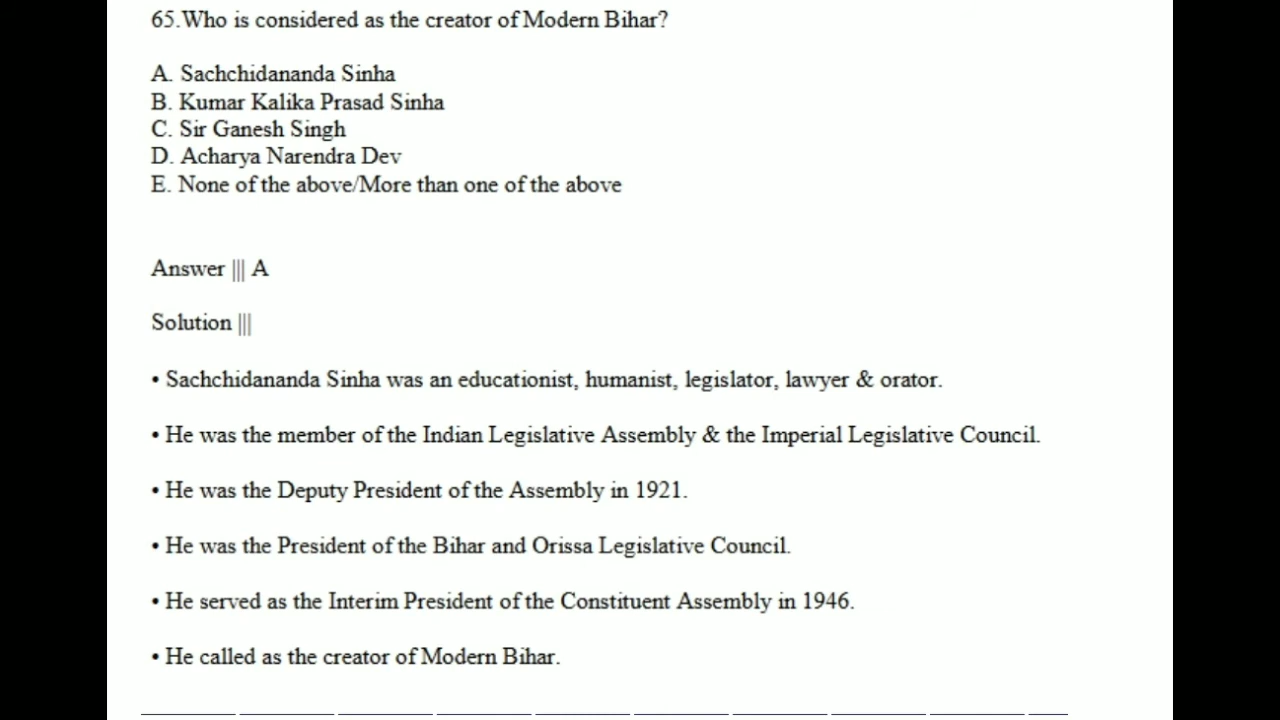 65.Who is considered as the creator of Modern Bihar?
A. Sachchidananda Sinha
B. Kumar Kalika Prasad Sinha
C. Sir Ganesh Singh
D. Acharya Narendra Dev
E. None of the above/More than one of the above
Answer ||| A
Solution |||
• Sachchidananda Sinha was an educationist, humanist, legislator, lawyer & orator.
• He was the member of the Indian Legislative Assembly & the Imperial Legislative Council.
• He was the Deputy President of the Assembly in 1921.
• He was the President of the Bihar and Orissa Legislative Council.
• He served as the Interim President of the Constituent Assembly in 1946.
• He called as the creator of Modern Bihar.